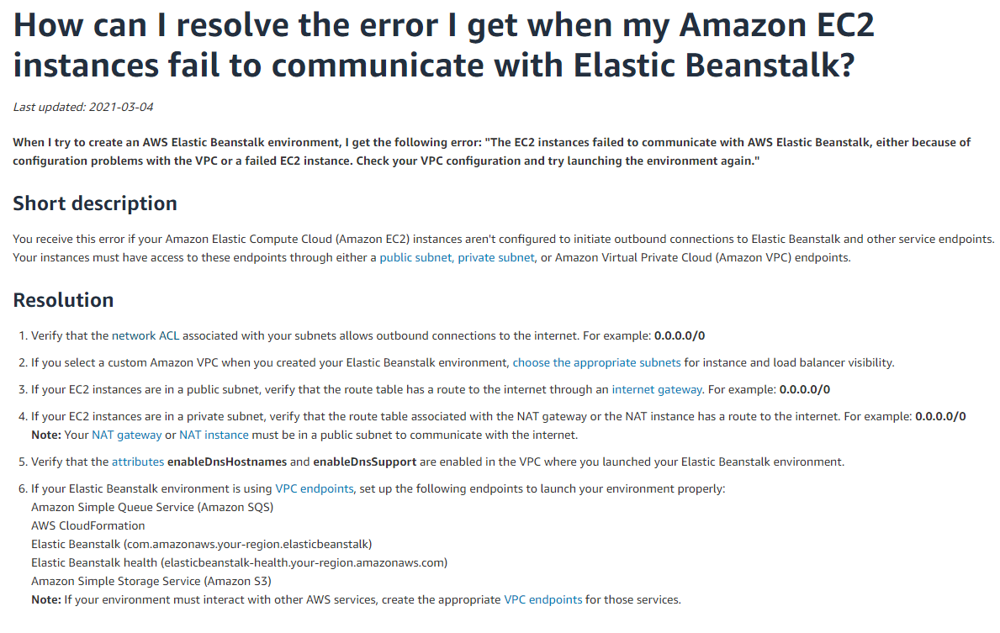 How can I resolve the error I get when my Amazon EC2
instances fail to communicate with Elastic Beanstalk?
Last updated: 2021-03-04
When I try to create an AWS Elastic Beanstalk environment, I get the following error: "The EC2 instances failed to communicate with AWS Elastic Beanstalk, either because of
configuration problems with the VPC or a failed EC2 instance. Check your VPC configuration and try launching the environment again."
Short description
You receive this error if your Amazon Elastic Compute Cloud (Amazon EC2) instances aren't configured to initiate outbound connections to Elastic Beanstalk and other service endpoints.
Your instances must have access to these endpoints through either a public subnet, private subnet, or Amazon Virtual Private Cloud (Amazon VPC) endpoints.
Resolution
1. Verify that the network ACL associated with your subnets allows outbound connections to the internet. For example: 0.0.0.0/0
2. If you select a custom Amazon VPC when you created your Elastic Beanstalk environment, choose the appropriate subnets for instance and load balancer visibility.
3. If your EC2 instances are in a public subnet, verify that the route table has a route to the internet through an internet gateway. For example: 0.0.0.0/0
4. If your EC2 instances are in a private subnet, verify that the route table associated with the NAT gateway or the NAT instance has a route to the internet. For example: 0.0.0.0/0
Note: Your NAT gateway or NAT instance must be in a public subnet to communicate with the internet.
5. Verify that the attributes enableDnsHostnames and enableDnsSupport are enabled in the VPC where you launched your Elastic Beanstalk environment.
6. If your Elastic Beanstalk environment is using VPC endpoints, set up the following endpoints to launch your environment properly:
Amazon Simple Queue Service (Amazon SQS)
AWS CloudFormation
Elastic Beanstalk (com.amazonaws.your-region.elasticbeanstalk)
Elastic Beanstalk health (elasticbeanstalk-health.your-region.amazonaws.com)
Amazon Simple Storage Service (Amazon S3)
Note: If your environment must interact with other AWS services, create the appropriate VPC endpoints for those services.